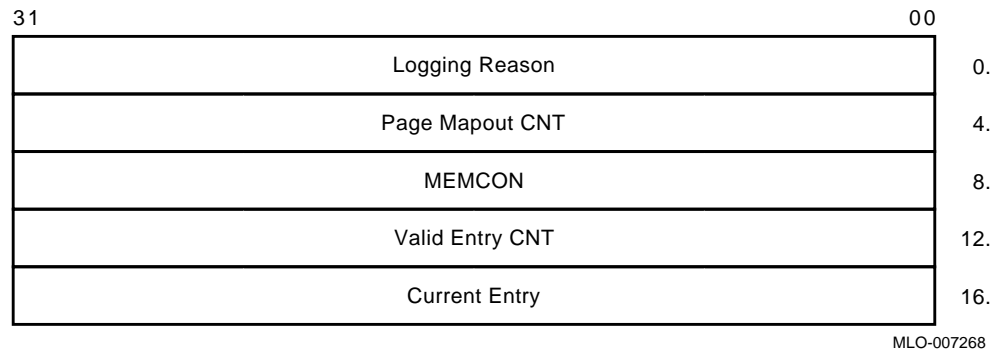 31 00
Logging Reason 0.
Page Mapout CNT 4.
MEMCON 8.
Valid Entry CNT 12.
Current Entry 16.
MLO-007268